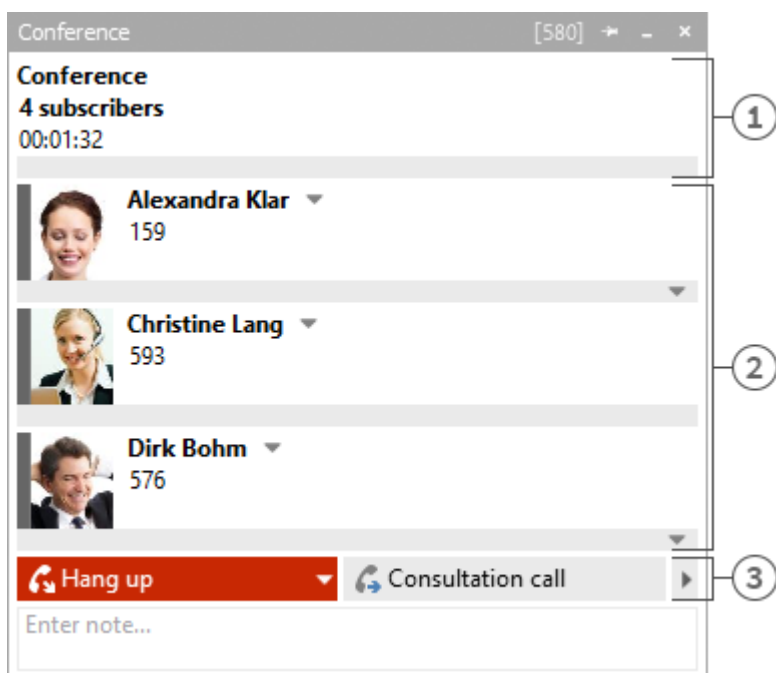 Conference [580]
Conference
4 subscribers
00:01:32
1
Alexandra Klar
159
Christine Lang
593
2
Dirk Bohm
576
Hang up Consultation call
3
Enter note...